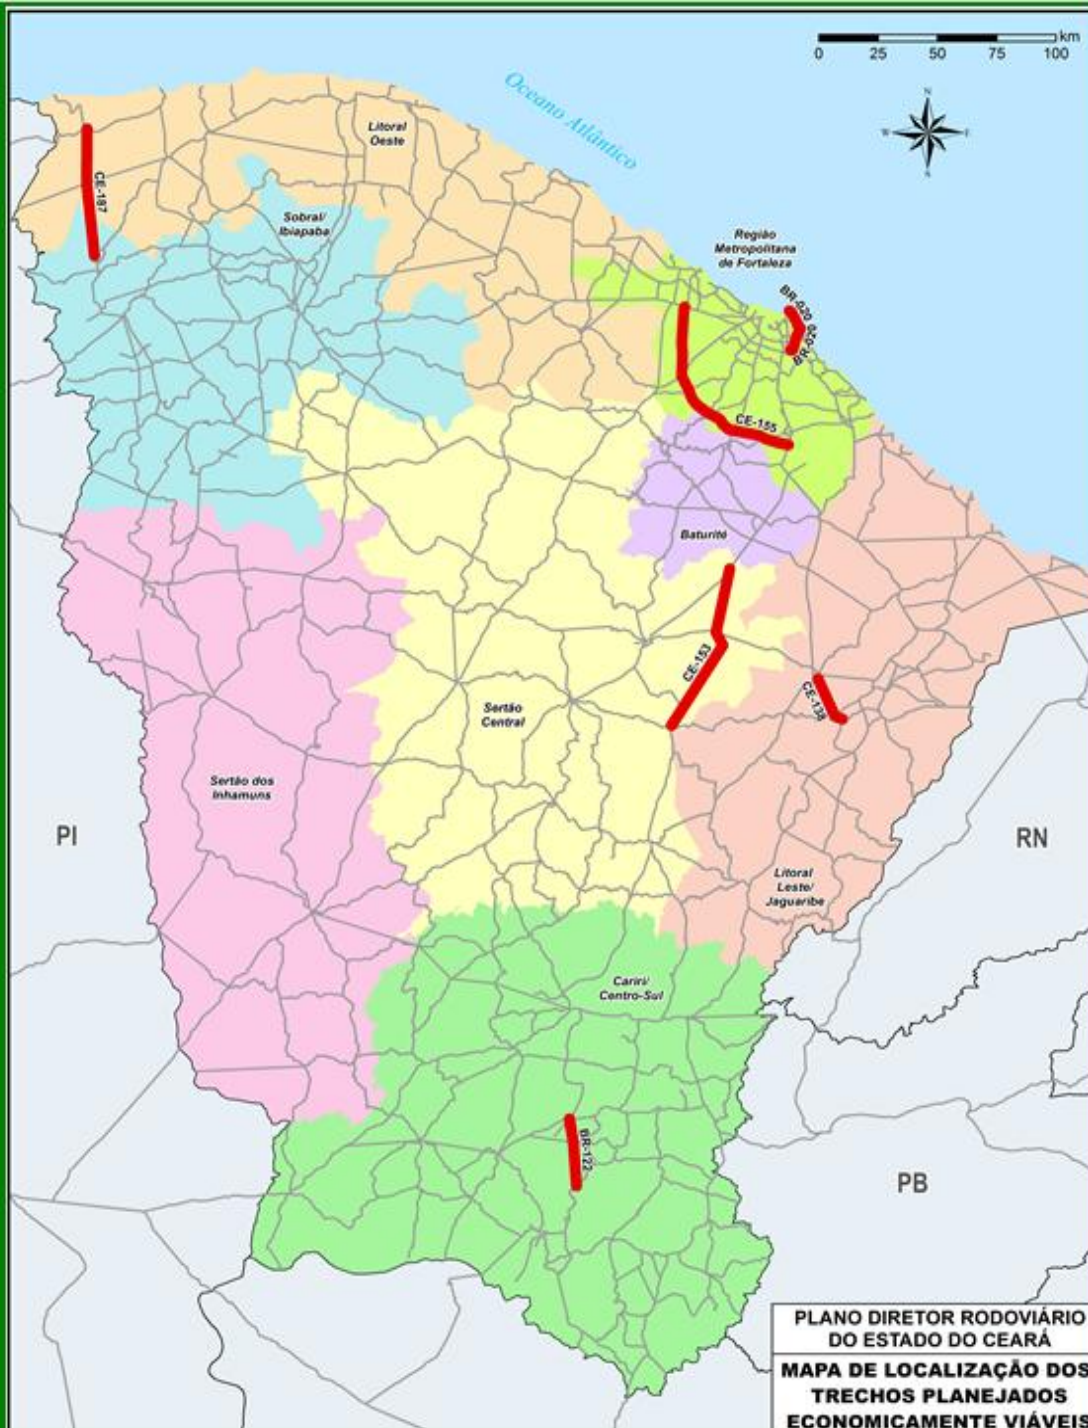 km
0 25 50 75 100
Oceano Atlântico
N
W E
S
Litoral
Oeste
CE-187
Sobral/
Ibiapaba
Região
Metropolitana
de Fortaleza
BR-020
CE-155
Baturité
CE-153
CE-138
Sertão
Central
Sertão dos
Inhamuns
PI
RN
Litoral
Leste/
Jaguaribe
Cariri/
Centro-Sul
BR-122
PB
PLANO DIRETOR RODOVIÁRIO
DO ESTADO DO CEARÁ
MAPA DE LOCALIZAÇÃO DOS
TRECHOS PLANEJADOS
ECONOMICAMENTE VIÁVEIS